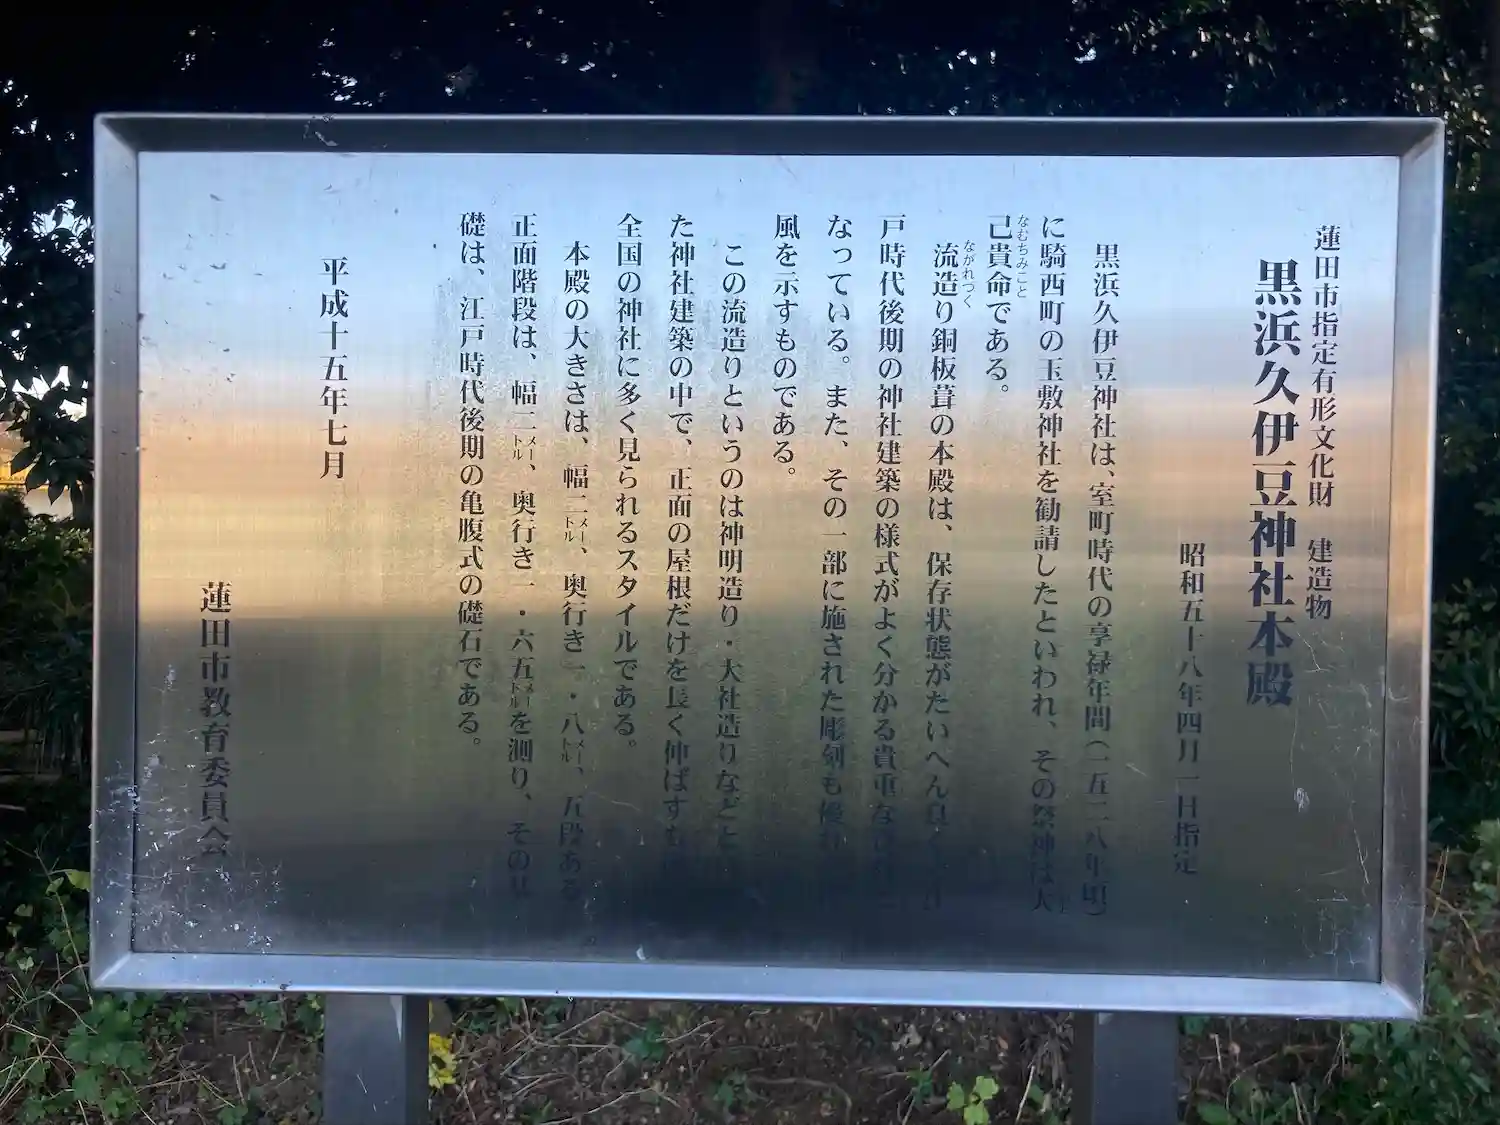 蓮田市指定有形文化財　建造物
黒浜久伊豆神社本殿
昭和五十八年四月一日指定
黒浜久伊豆神社は、室町時代の享禄年間（一五二八年頃）
に騎西町の玉敷神社を勧請したといわれ、その祭神は大
己貴命である。
なむちみこと
流造り銅板葺の本殿は、保存状態がたいへん良く、江
ながれづく
戸時代後期の神社建築の様式がよく分かる貴重な
なっている。また、その一部に施された彫刻も優れ
風を示すものである。
この流造りというのは神明造り・大社造りなどと
た神社建築の中で、正面の屋根だけを長く伸ばす
全国の神社に多く見られるスタイルである。
本殿の大きさは、幅二メートル、奥行き一・八メートル、五段ある
正面階段は、幅二メートル、奥行き一・六五メートルを測り、その基
礎は、江戸時代後期の亀腹式の礎石である。
平成十五年七月
蓮田市教育委員会